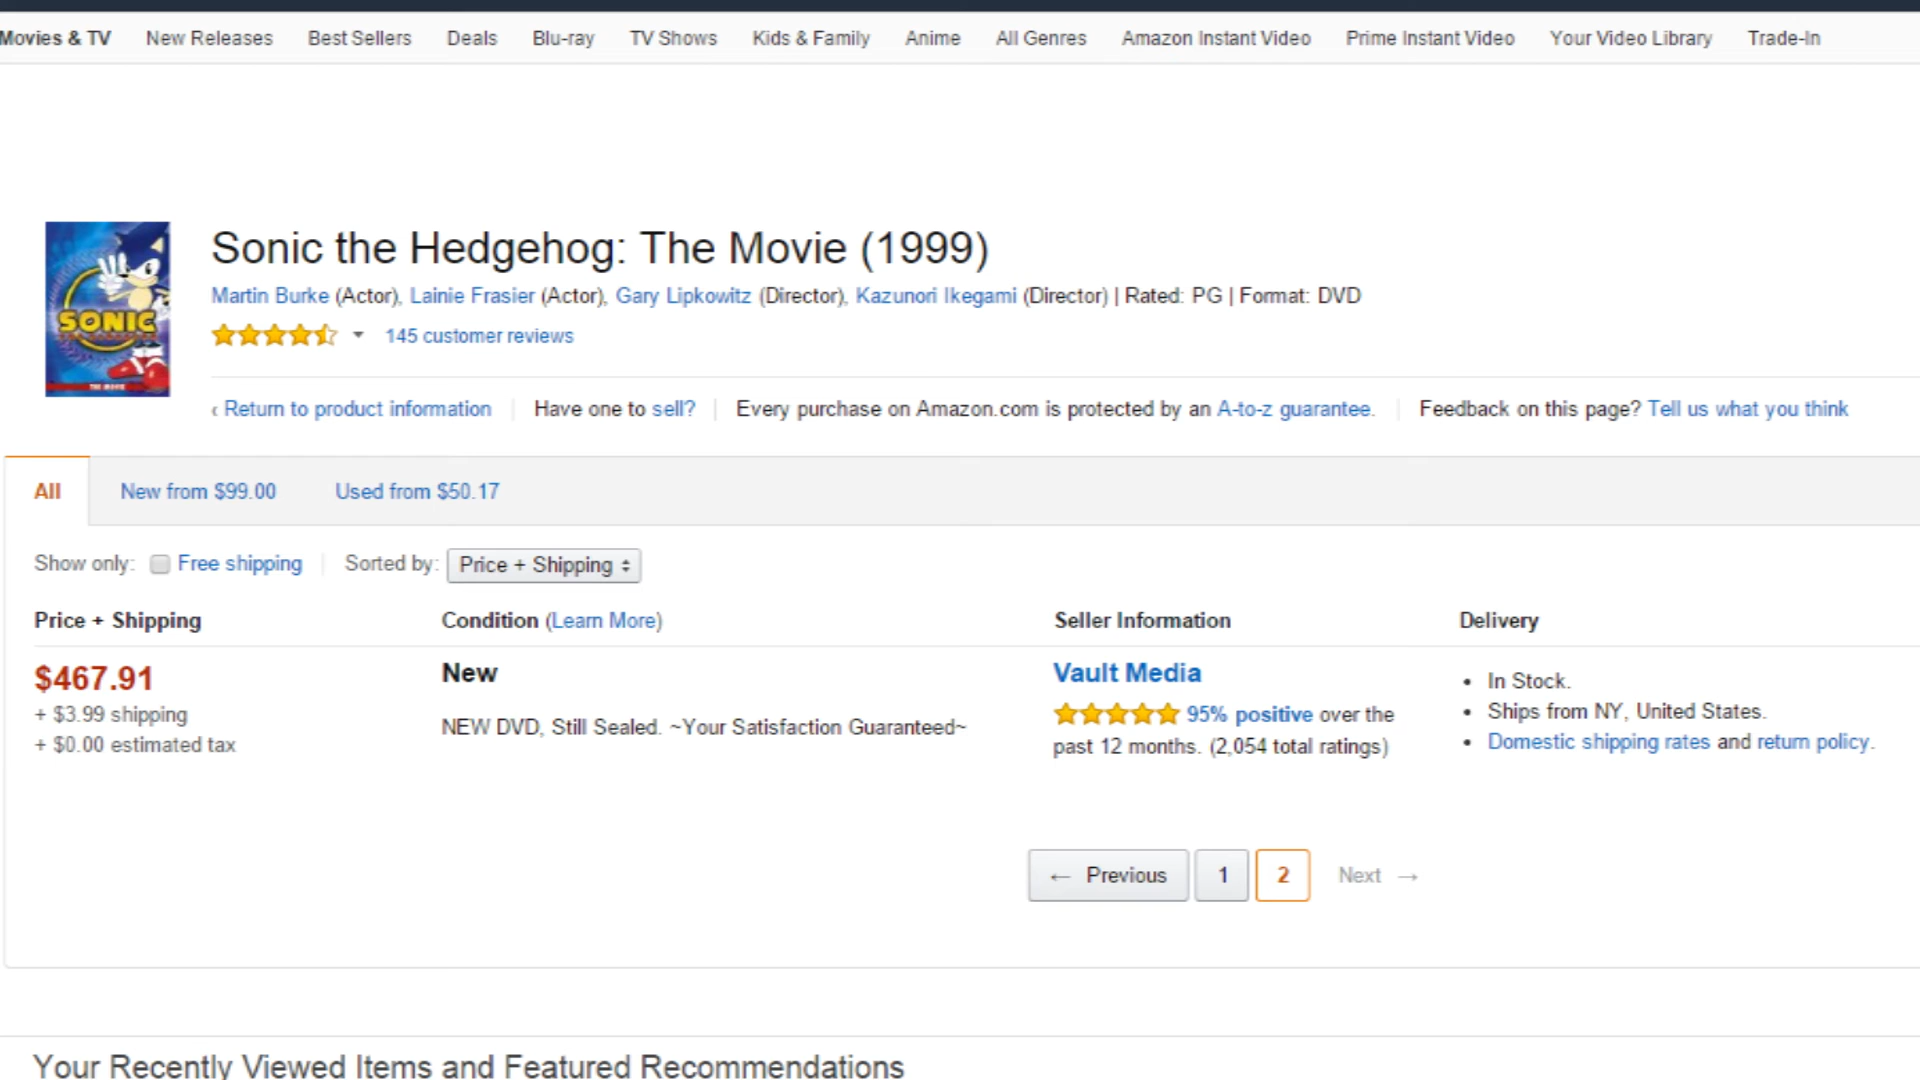 Movies & TV New Releases Best Sellers Deals Blu-ray TV Shows Kids & Family Anime All Genres Amazon Instant Video Prime Instant Video Your Video Library Trade-In
Sonic the Hedgehog: The Movie (1999)
Martin Burke (Actor), Lainie Frasier (Actor), Gary Lipkowitz (Director), Kazunori Ikegami (Director) | Rated: PG | Format: DVD
SONIC
THE MOVIE
145 customer reviews
‹ Return to product information Have one to sell? Every purchase on Amazon.com is protected by an A-to-z guarantee. Feedback on this page? Tell us what you think
All New from $99.00 Used from $50.17
Show only: Free shipping Sorted by: Price + Shipping
Price + Shipping Condition (Learn More) Seller Information Delivery
$467.91
+ $3.99 shipping
+ $0.00 estimated tax
New
NEW DVD, Still Sealed. ~Your Satisfaction Guaranteed~
Vault Media
95% positive over the
past 12 months. (2,054 total ratings)
• In Stock.
• Ships from NY, United States.
• Domestic shipping rates and return policy.
← Previous 1 2 Next →
Your Recently Viewed Items and Featured Recommendations